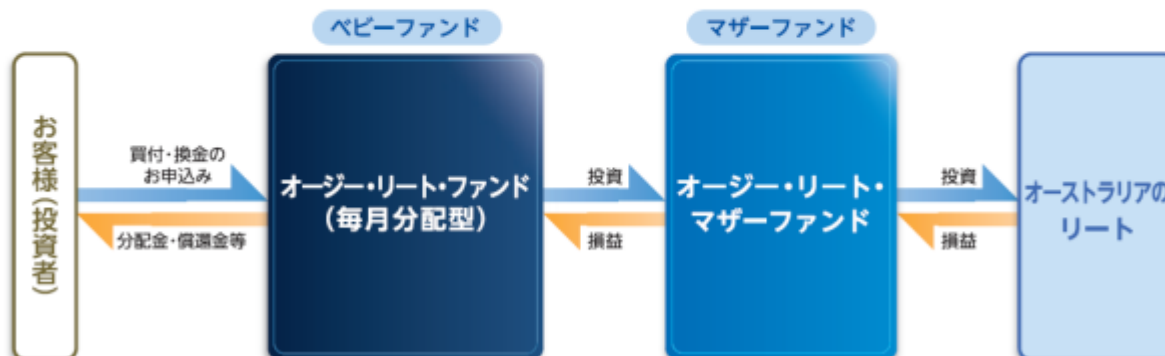 ベビーファンド
マザーファンド
お客様(投資者)
買付・換金の
お申込み
分配金・償還金等
オージー・リート・ファンド
(毎月分配型)
投資
損益
オージー・リート・
マザーファンド
投資
損益
オーストラリアの
リート